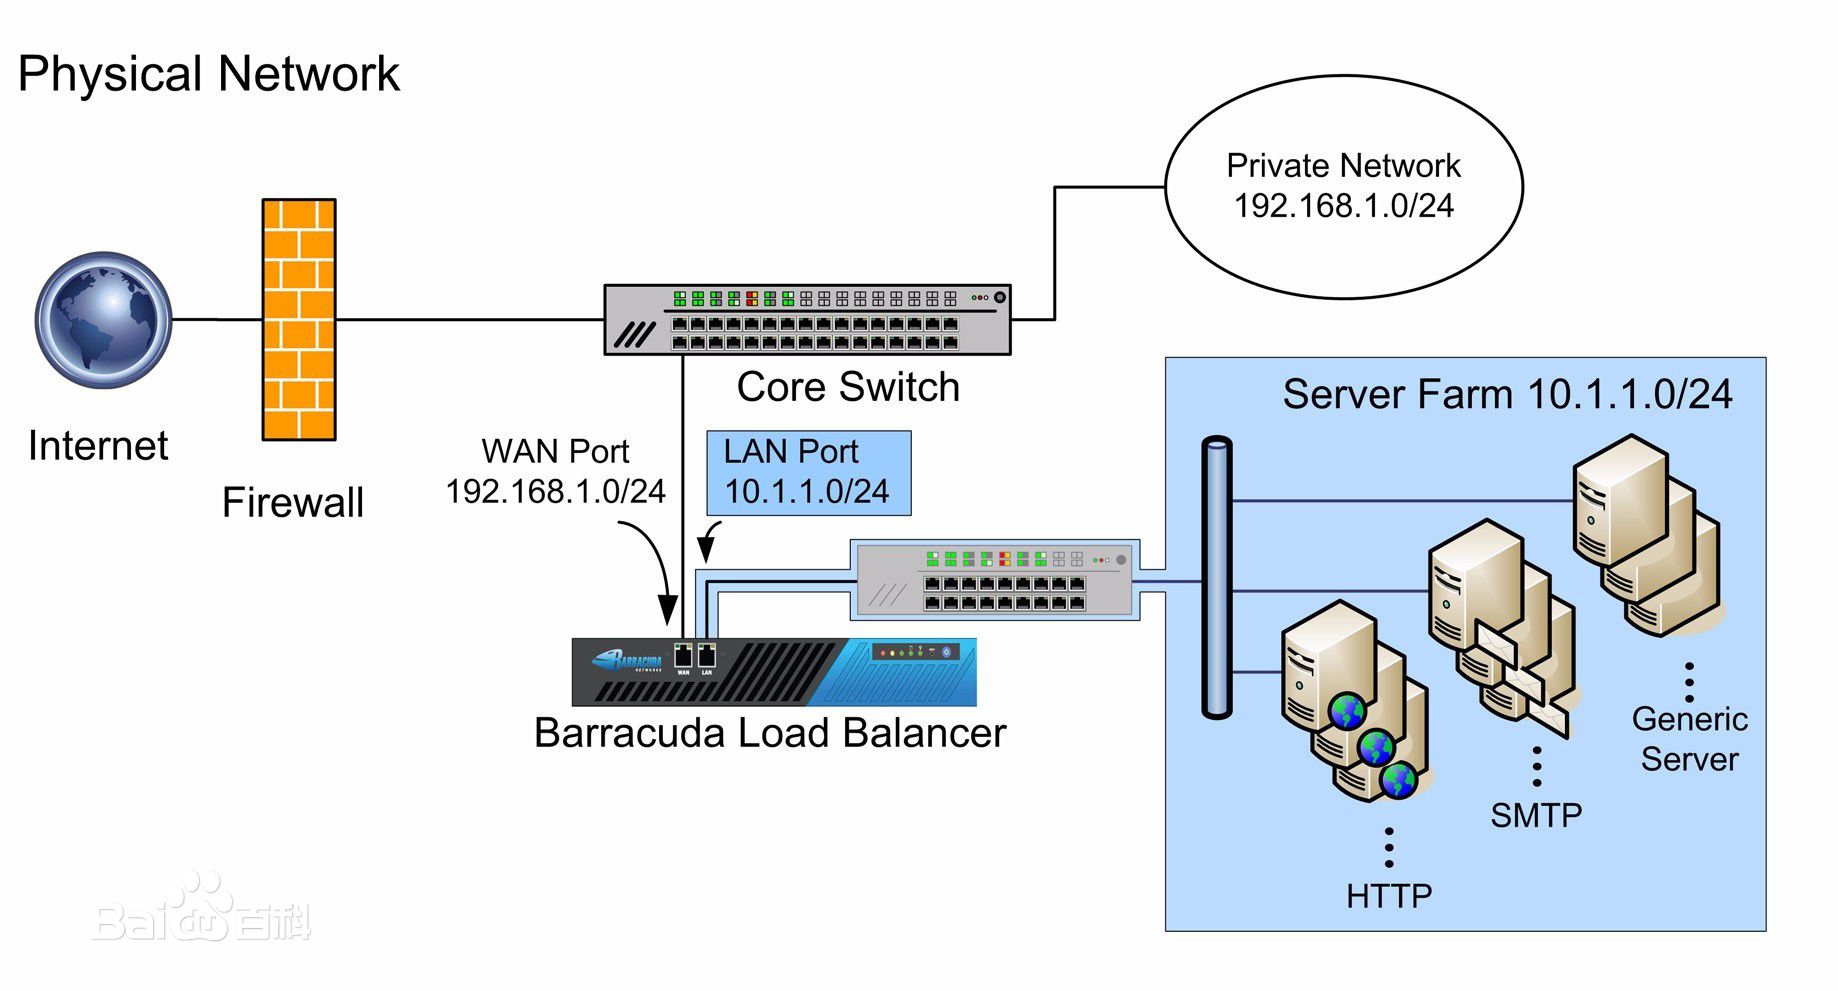 Physical Network
Private Network
192.168.1.0/24
Internet
Firewall
Core Switch
WAN Port
192.168.1.0/24
LAN Port
10.1.1.0/24
Server Farm 10.1.1.0/24
BARRACUDA
NETWORKS
WAN
LAN
Barracuda Load Balancer
Generic
Server
SMTP
HTTP
Bai 百科